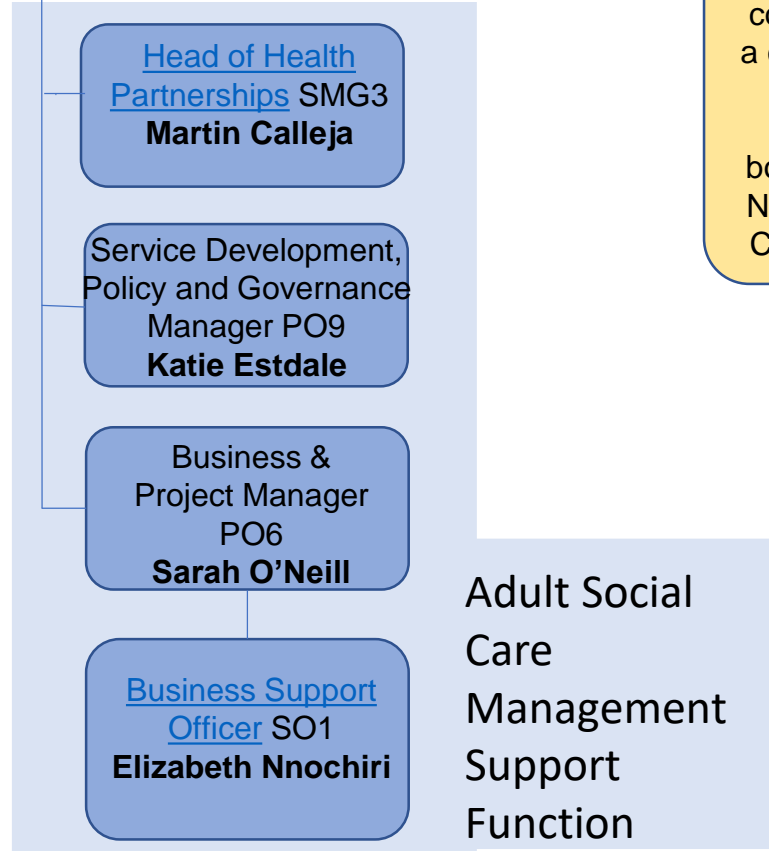 Head of Health
Partnerships SMG3
Martin Calleja
Service Development,
Policy and Governance
Manager PO9
Katie Estdale
Business &
Project Manager
PO6
Sarah O’Neill
Business Support
Officer SO1
Elizabeth Nnochiri
Adult Social
Care
Management
Support
Function